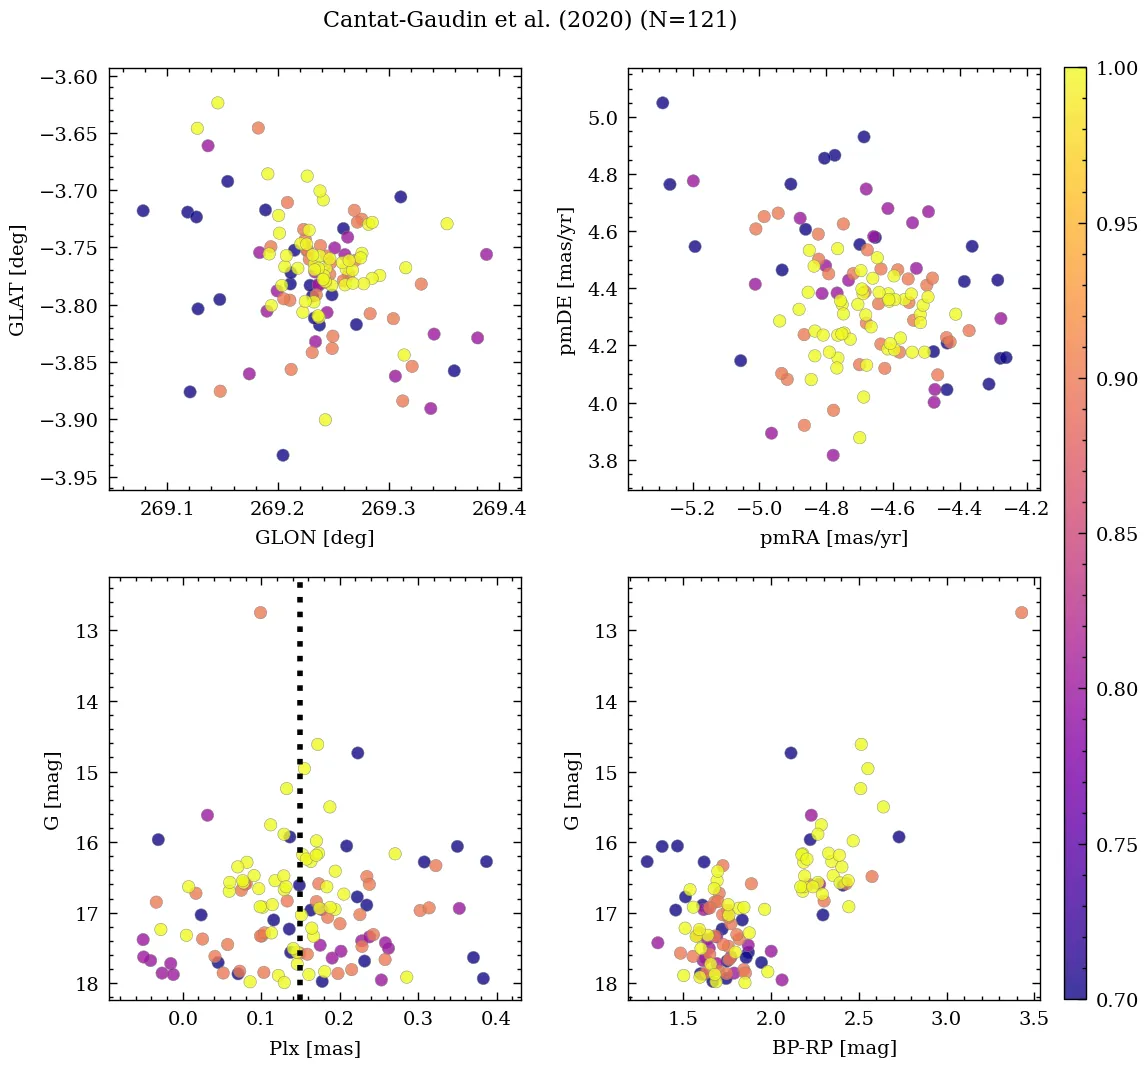 Cantat-Gaudin et al. (2020) (N=121)
−3.60
−3.65
−3.70
−3.75
−3.80
−3.85
−3.90
−3.95
GLAT [deg]
269.1 269.2 269.3 269.4
GLON [deg]
5.0
4.8
4.6
4.4
4.2
4.0
3.8
pmDE [mas/yr]
−5.2 −5.0 −4.8 −4.6 −4.4 −4.2
pmRA [mas/yr]
1.00
0.95
0.90
0.85
0.80
0.75
0.70
13
14
15
16
17
18
G [mag]
0.0 0.1 0.2 0.3 0.4
Plx [mas]
13
14
15
16
17
18
G [mag]
1.5 2.0 2.5 3.0 3.5
BP-RP [mag]